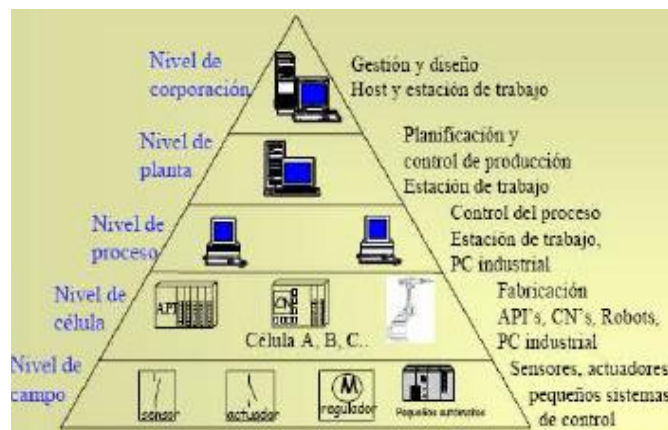 Nivel de
corporación
Gestión y diseño
Host y estación de trabajo
Nivel de
planta
Planificación y
control de producción
Estación de trabajo
Nivel de
proceso
Control del proceso
Estación de trabajo,
PC industrial
Nivel de
célula
API
CN
Célula A, B, C..
Fabricación
API's, CN's, Robots,
PC industrial
Nivel de
campo
sensor
actuador
M
regulador
Pequeños autómatas
Sensores, actuadores
pequeños sistemas
de control